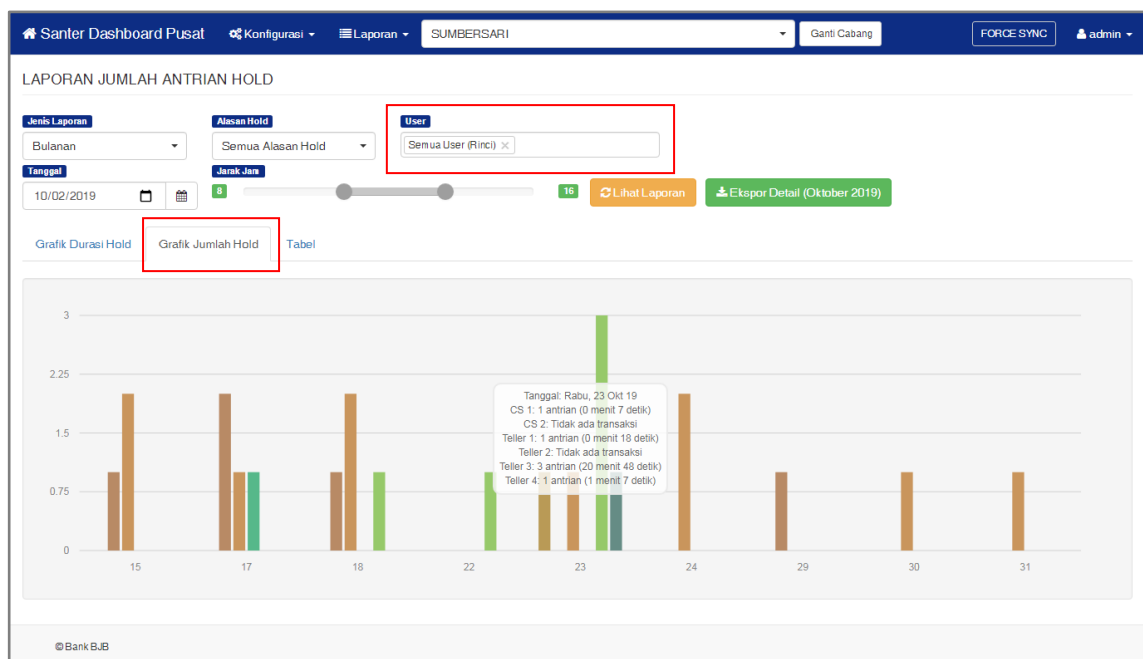 Santer Dashboard Pusat Konfigurasi Laporan SUMBERSARI Ganti Cabang FORCE SYNC admin
LAPORAN JUMLAH ANTRIAN HOLD
Jenis Laporan Alasan Hold User
Bulanan Semua Alasan Hold Semua User (Rinci) ×
Tanggal Jarak Jam
10/02/2019 8 16 Lihat Laporan Ekspor Detail (Oktober 2019)
Grafik Durasi Hold Grafik Jumlah Hold Tabel
3
2.25
Tanggal: Rabu, 23 Okt 19
CS 1: 1 antrian (0 menit 7 detik)
CS 2: Tidak ada transaksi
1.5
Teller 1: 1 antrian (0 menit 18 detik)
Teller 2: Tidak ada transaksi
Teller 3: 3 antrian (20 menit 48 detik)
Teller 4: 1 antrian (1 menit 7 detik)
0.75
0
15 17 18 22 23 24 29 30 31
© Bank BJB